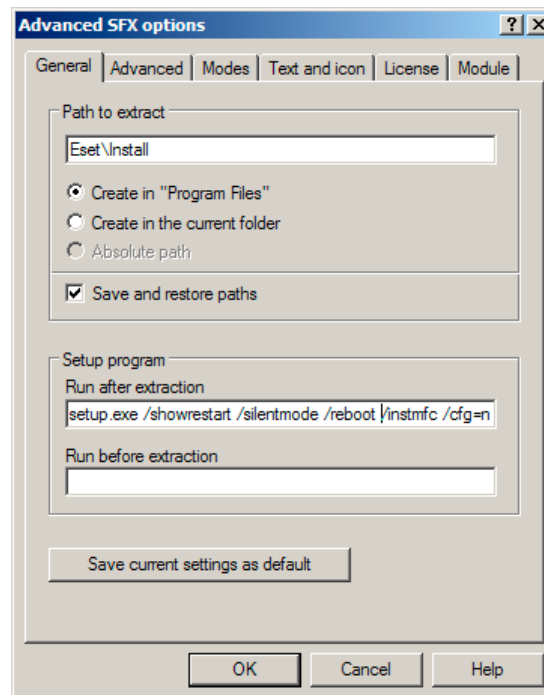 Advanced SFX options
General Advanced Modes Text and icon License Module
Path to extract
Eset\Install
Create in "Program Files"
Create in the current folder
Absolute path
Save and restore paths
Setup program
Run after extraction
setup.exe /showrestart /silentmode /reboot /instmfc /cfg=n
Run before extraction
Save current settings as default
OK Cancel Help